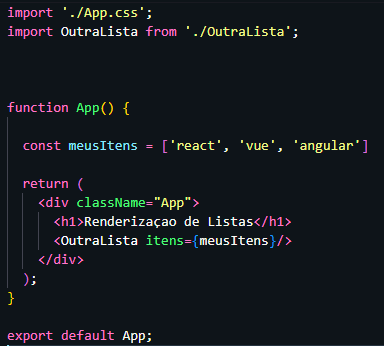 import './App.css';
import OutraLista from './OutraLista';
function App() {
const meusItens = ['react', 'vue', 'angular']
return (
<div className="App">
<h1>Renderizaçao de Listas</h1>
<OutraLista itens={meusItens}/>
</div>
);
}
export default App;